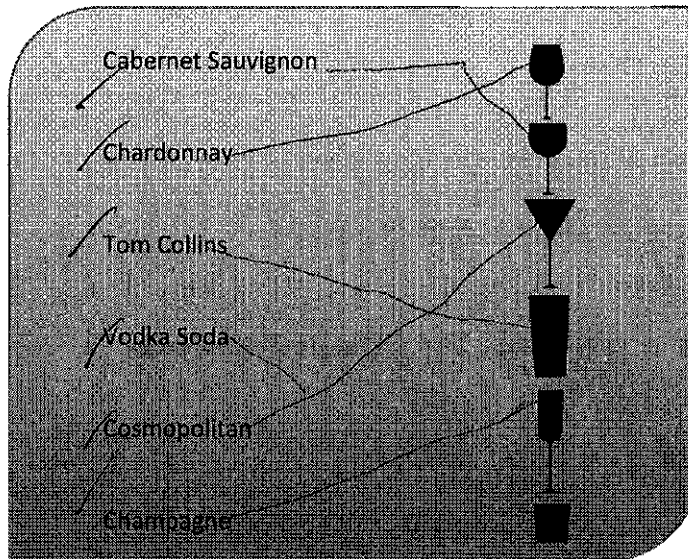 Cabernet Sauvignon
Chardonnay
Tom Collins
Vodka Soda
Cosmopolitan
Champagne